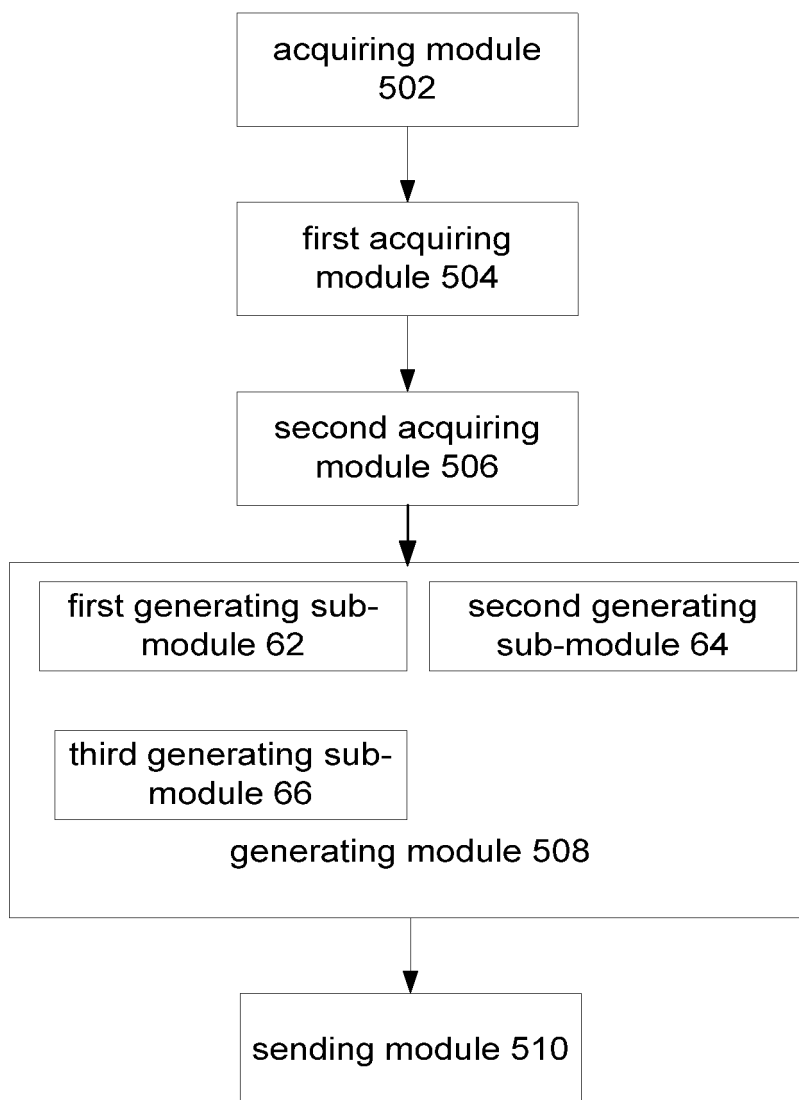 acquiring module
502
first acquiring
module 504
second acquiring
module 506
first generating sub-
module 62
second generating
sub-module 64
third generating sub-
module 66
generating module 508
sending module 510